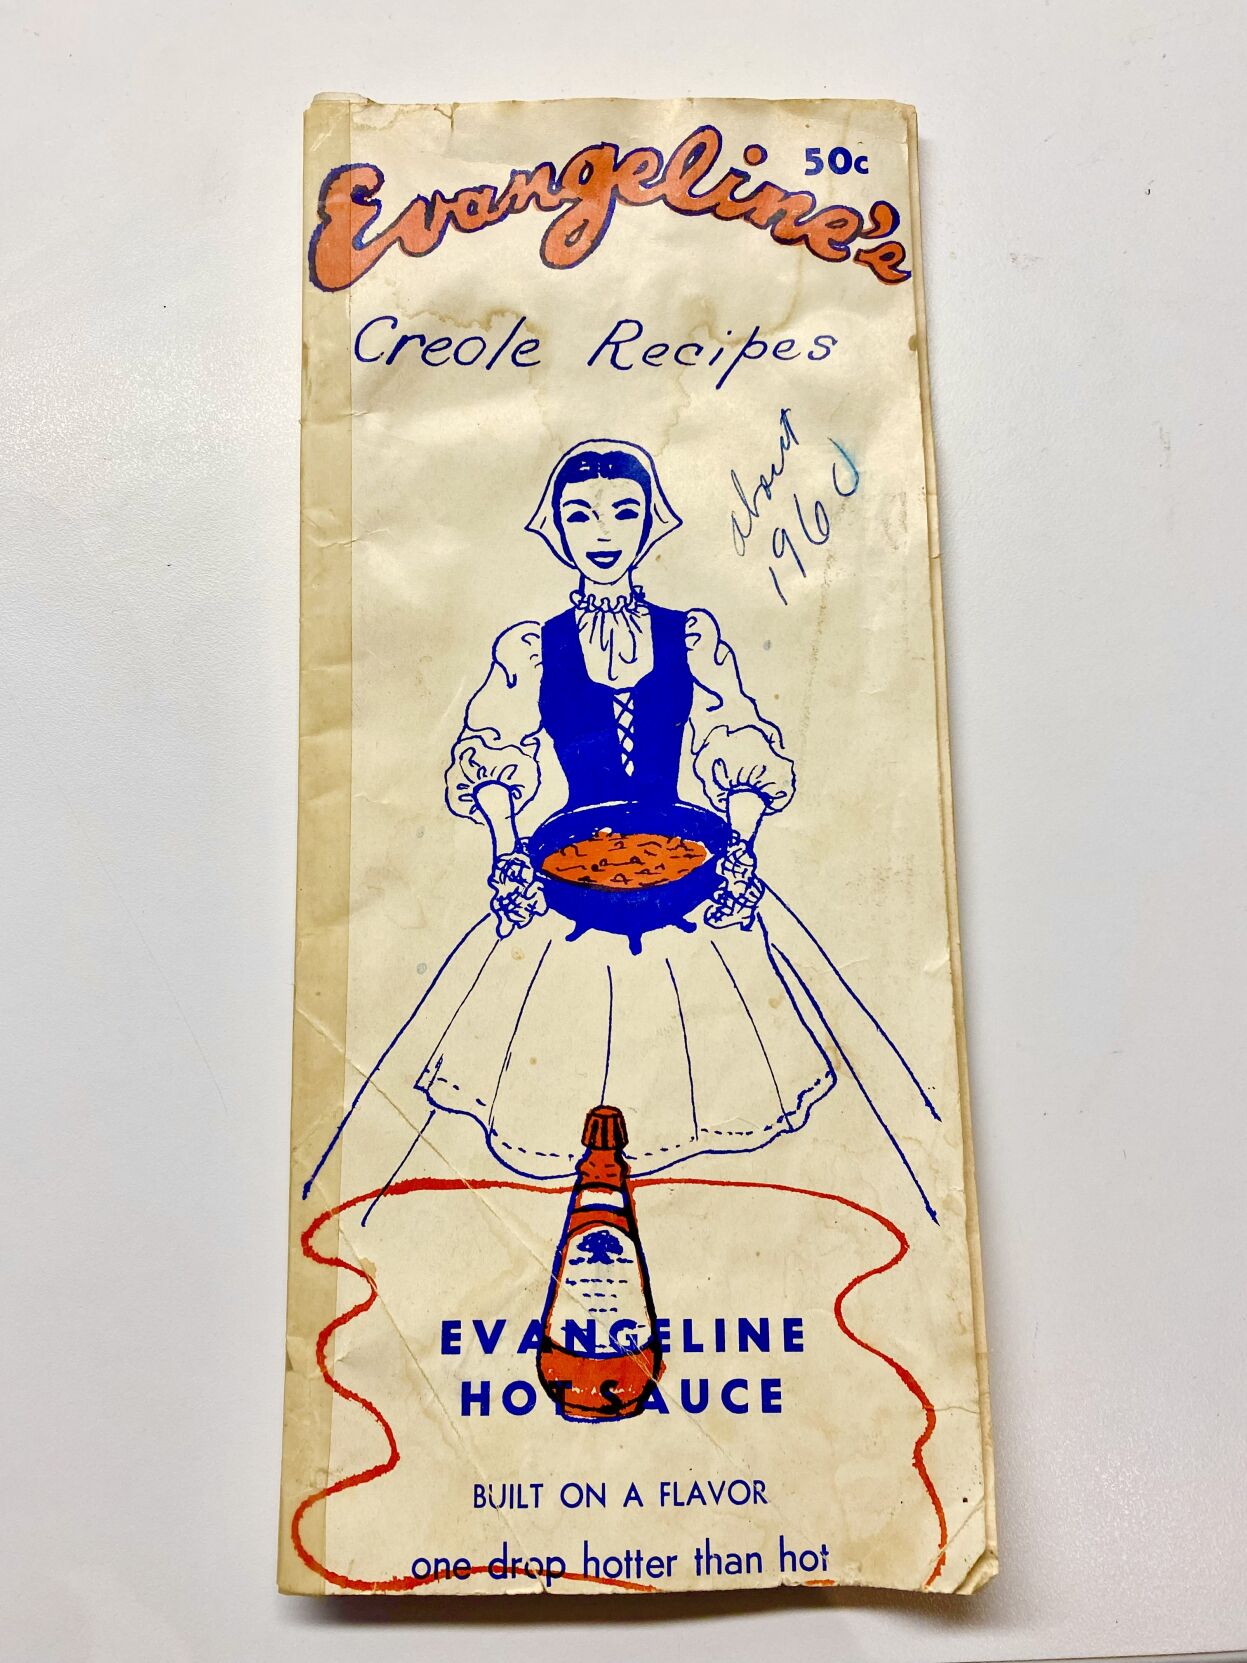 Evangeline's
50c
Creole Recipes
about
1960
EVANGELINE
HOT SAUCE
BUILT ON A FLAVOR
one drop hotter than hot